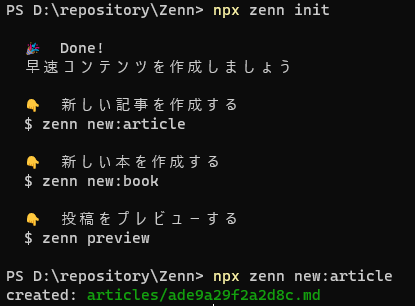 PS D:\repository\Zenn> npx zenn init
🎉 Done!
早速コンテンツを作成しましょう
👇 新しい記事を作成する
$ zenn new:article
👇 新しい本を作成する
$ zenn new:book
👇 投稿をプレビューする
$ zenn preview
PS D:\repository\Zenn> npx zenn new:article
created: articles/ade9a29f2a2d8c.md